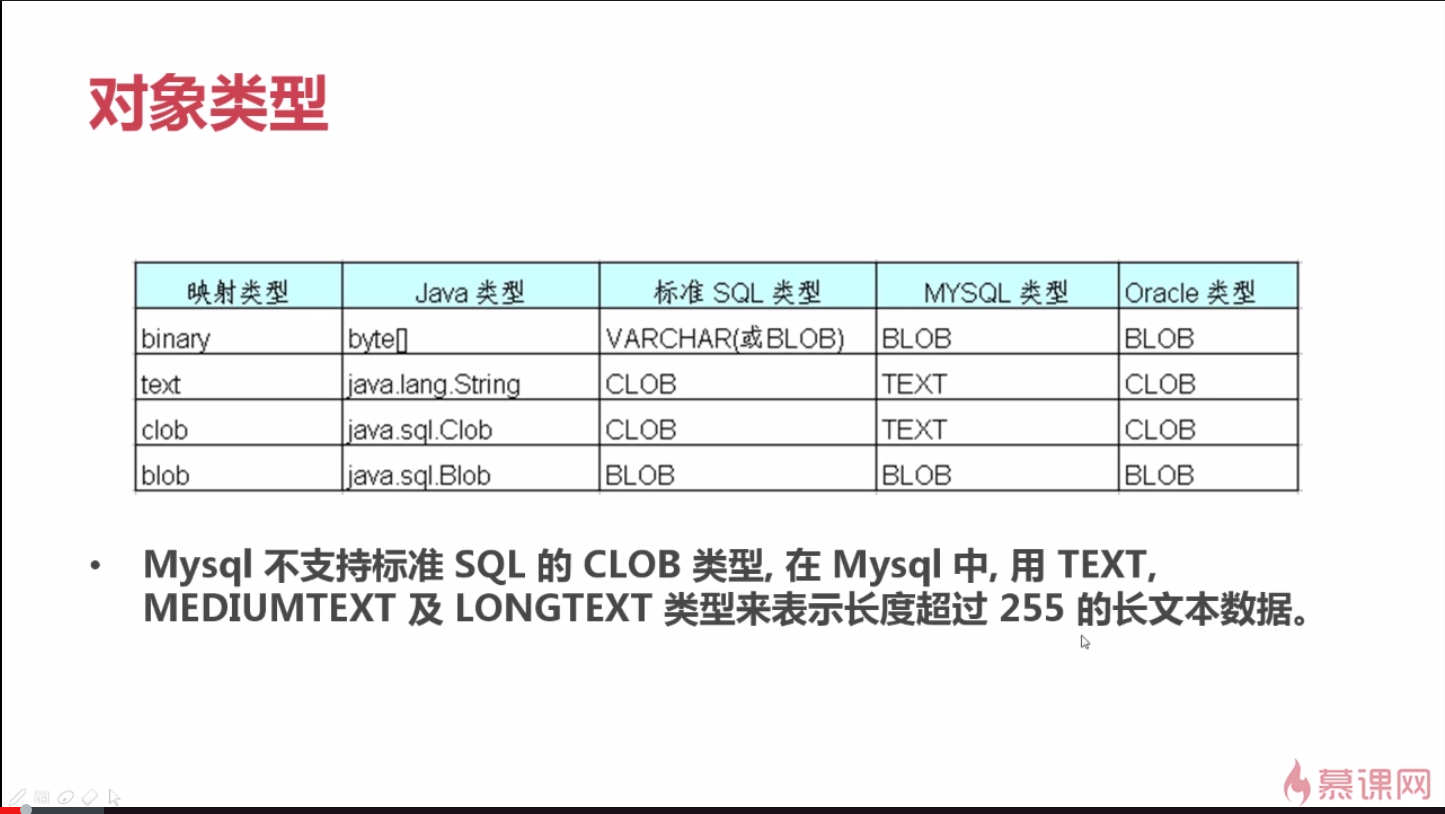 对象类型
映射类型 Java 类型 标准 SQL 类型 MYSQL 类型 Oracle 类型
binary byte[] VARCHAR(或BLOB) BLOB BLOB
text java.lang.String CLOB TEXT CLOB
clob java.sql.Clob CLOB TEXT CLOB
blob java.sql.Blob BLOB BLOB BLOB
• Mysql 不支持标准 SQL 的 CLOB 类型, 在 Mysql 中, 用 TEXT,
MEDIUMTEXT 及 LONGTEXT 类型来表示长度超过 255 的长文本数据。
慕课网